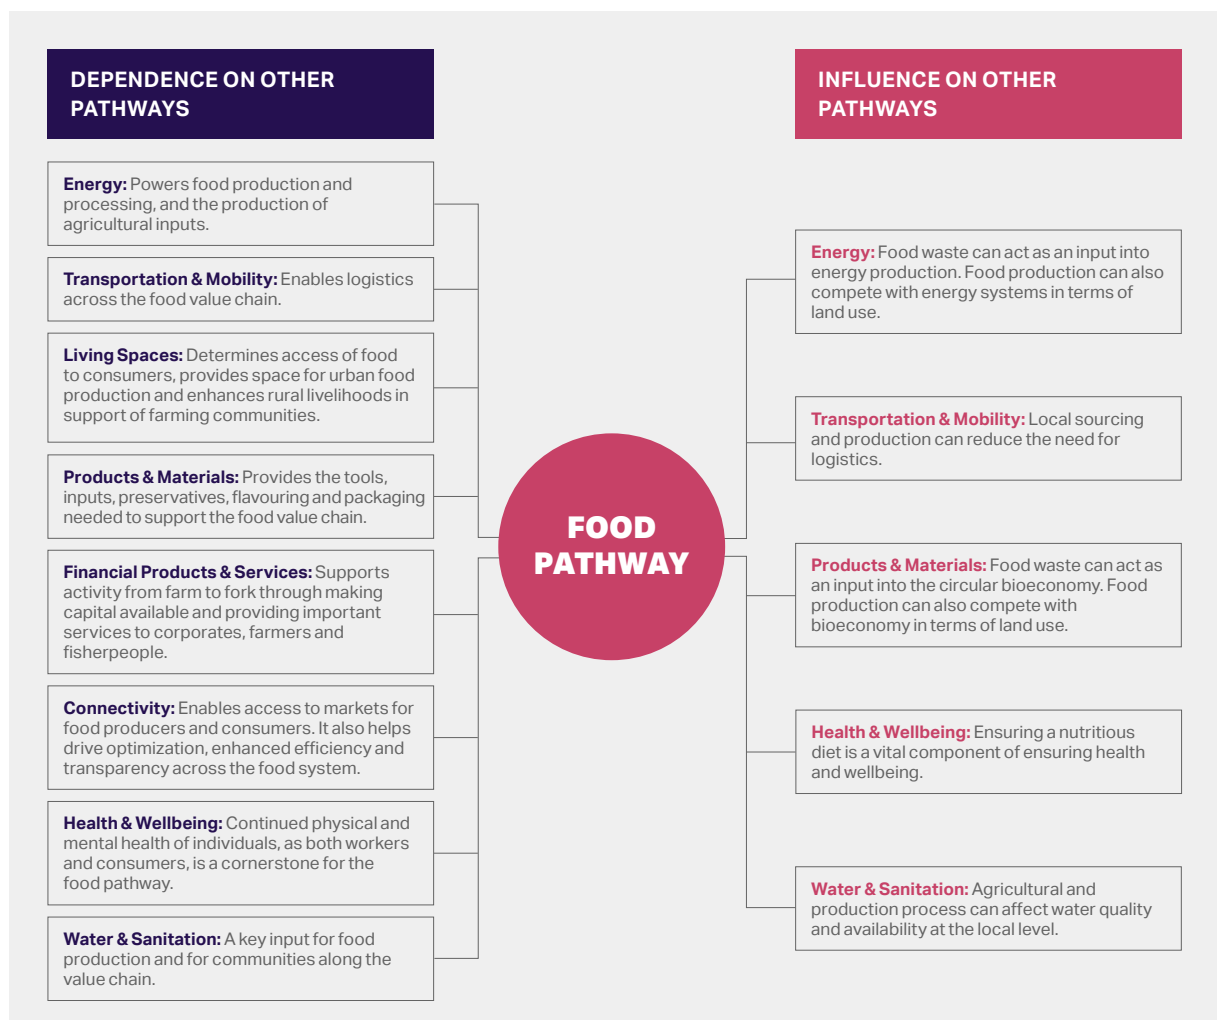 DEPENDENCE ON OTHER
PATHWAYS
Energy: Powers food production and
processing, and the production of
agricultural inputs.
Transportation & Mobility: Enables logistics
across the food value chain.
Living Spaces: Determines access of food
to consumers, provides space for urban food
production and enhances rural livelihoods in
support of farming communities.
Products & Materials: Provides the tools,
inputs, preservatives, flavouring and packaging
needed to support the food value chain.
Financial Products & Services: Supports
activity from farm to fork through making
capital available and providing important
services to corporates, farmers and
fisherpeople.
Connectivity: Enables access to markets for
food producers and consumers. It also helps
drive optimization, enhanced efficiency and
transparency across the food system.
Health & Wellbeing: Continued physical and
mental health of individuals, as both workers
and consumers, is a cornerstone for the
food pathway.
Water & Sanitation: A key input for food
production and for communities along the
value chain.
FOOD
PATHWAY
INFLUENCE ON OTHER
PATHWAYS
Energy: Food waste can act as an input into
energy production. Food production can also
compete with energy systems in terms of
land use.
Transportation & Mobility: Local sourcing
and production can reduce the need for
logistics.
Products & Materials: Food waste can act as
an input into the circular bioeconomy. Food
production can also compete with
bioeconomy in terms of land use.
Health & Wellbeing: Ensuring a nutritious
diet is a vital component of ensuring health
and wellbeing.
Water & Sanitation: Agricultural and
production process can affect water quality
and availability at the local level.